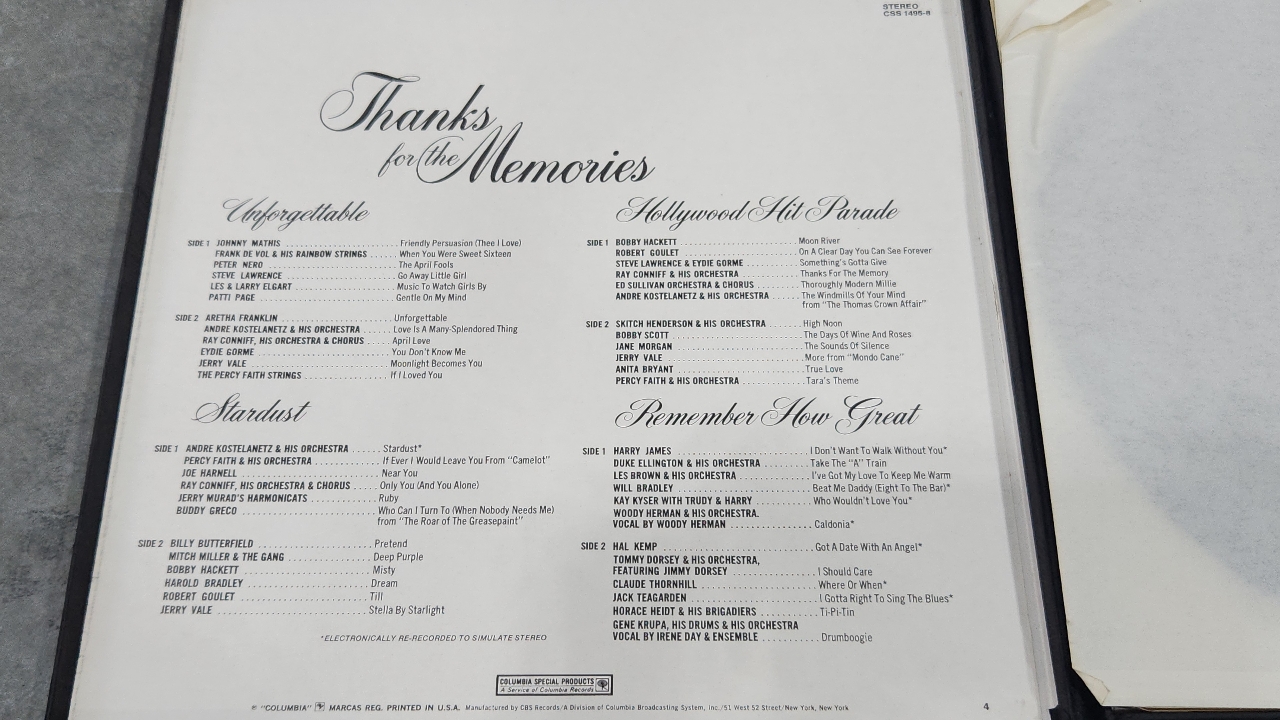 STEREO
CSS 1495-8
Thanks
for the Memories
Unforgettable
SIDE 1 JOHNNY MATHIS .......................... Friendly Persuasion (Thee I Love)
FRANK DE VOL & HIS RAINBOW STRINGS ...... When You Were Sweet Sixteen
PETER NERO .......................... The April Fools
STEVE LAWRENCE .......................... Go Away Little Girl
LES & LARRY ELGART .......................... Music To Watch Girls By
PATTI PAGE .......................... Gentle On My Mind
SIDE 2 ARETHA FRANKLIN .......................... Unforgettable
ANDRE KOSTELANETZ & HIS ORCHESTRA ....... Love Is A Many-Splendored Thing
RAY CONNIFF, HIS ORCHESTRA & CHORUS ..... April Love
EYDIE GORME .......................... You Don't Know Me
JERRY VALE .......................... Moonlight Becomes You
THE PERCY FAITH STRINGS .................... If I Loved You
Stardust
SIDE 1 ANDRE KOSTELANETZ & HIS ORCHESTRA ...... Stardust*
PERCY FAITH & HIS ORCHESTRA ............. If Ever I Would Leave You From "Camelot"
JOE HARNELL .......................... Near You
RAY CONNIFF, HIS ORCHESTRA & CHORUS ..... Only You (And You Alone)
JERRY MURAD'S HARMONICATS .............. Ruby
BUDDY GRECO .......................... Who Can I Turn To (When Nobody Needs Me)
from "The Roar of The Greasepaint"
SIDE 2 BILLY BUTTERFIELD .......................... Pretend
MITCH MILLER & THE GANG .................. Deep Purple
BOBBY HACKETT .......................... Misty
HAROLD BRADLEY .......................... Dream
ROBERT GOULET .......................... Till
JERRY VALE .......................... Stella By Starlight
*ELECTRONICALLY RE-RECORDED TO SIMULATE STEREO
Hollywood Hit Parade
SIDE 1 BOBBY HACKETT .......................... Moon River
ROBERT GOULET .......................... On A Clear Day You Can See Forever
STEVE LAWRENCE & EYDIE GORME ............ Something's Gotta Give
RAY CONNIFF & HIS ORCHESTRA ............. Thanks For The Memory
ED SULLIVAN ORCHESTRA & CHORUS .......... Thoroughly Modern Millie
ANDRE KOSTELANETZ & HIS ORCHESTRA ....... The Windmills Of Your Mind
from "The Thomas Crown Affair"
SIDE 2 SKITCH HENDERSON & HIS ORCHESTRA ........ High Noon
BOBBY SCOTT .......................... The Days Of Wine And Roses
JANE MORGAN .......................... The Sounds Of Silence
JERRY VALE .......................... More from "Mondo Cane"
ANITA BRYANT .......................... True Love
PERCY FAITH & HIS ORCHESTRA ............. Tara's Theme
Remember How Great
SIDE 1 HARRY JAMES .......................... I Don't Want To Walk Without You*
DUKE ELLINGTON & HIS ORCHESTRA ......... Take The "A" Train
LES BROWN & HIS ORCHESTRA .............. I've Got My Love To Keep Me Warm
WILL BRADLEY .......................... Beat Me Daddy (Eight To The Bar)*
KAY KYSER WITH TRUDY & HARRY ........... Who Wouldn't Love You*
WOODY HERMAN & HIS ORCHESTRA.
VOCAL BY WOODY HERMAN ................ Caldonia*
SIDE 2 HAL KEMP .......................... Got A Date With An Angel*
TOMMY DORSEY & HIS ORCHESTRA,
FEATURING JIMMY DORSEY ................ I Should Care
CLAUDE THORNHILL ...................... Where Or When*
JACK TEAGARDEN ........................ I Gotta Right To Sing The Blues*
HORACE HEIDT & HIS BRIGADIERS .......... Ti-Pi-Tin
GENE KRUPA, HIS DRUMS & HIS ORCHESTRA
VOCAL BY IRENE DAY & ENSEMBLE .......... Drumboogie
COLUMBIA SPECIAL PRODUCTS
A Service of Columbia Records
® "COLUMBIA" MARCAS REG. PRINTED IN U.S.A. Manufactured by CBS Records/A Division of Columbia Broadcasting System, Inc./51 West 52 Street/New York, New York
4